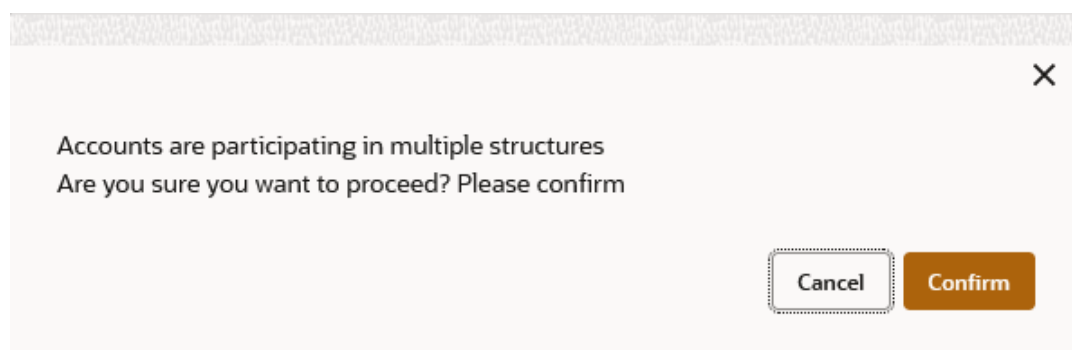 Accounts are participating in multiple structures
Are you sure you want to proceed? Please confirm
Cancel
Confirm